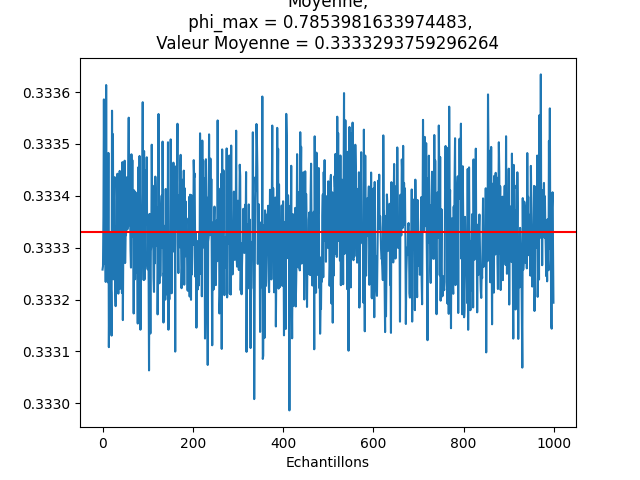 Moyenne,
phi_max = 0.7853981633974483,
Valeur Moyenne = 0.3333293759296264
0.3336
0.3335
0.3334
0.3333
0.3332
0.3331
0.3330
0 200 400 600 800 1000
Echantillons